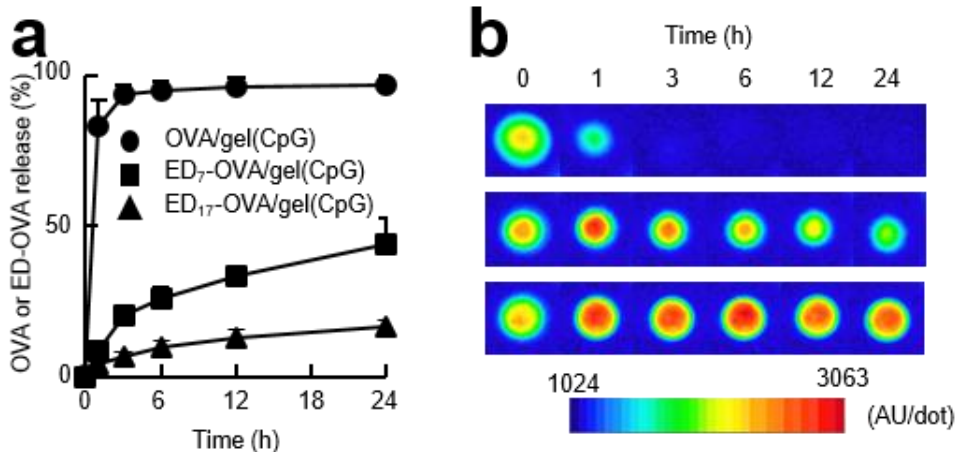 a
OVA or ED-OVA release (%)
100
50
0
OVA/gel(CpG)
ED₇-OVA/gel(CpG)
ED₁₇-OVA/gel(CpG)
0 6 12 18 24
Time (h)
b
Time (h)
0 1 3 6 12 24
1024 3063
(AU/dot)